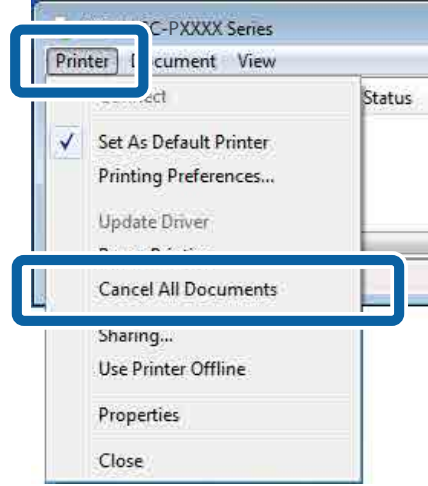 C-PXXXX Series
Printer Document View
Status
Set As Default Printer
Printing Preferences...
Update Driver
Cancel All Documents
Sharing...
Use Printer Offline
Properties
Close